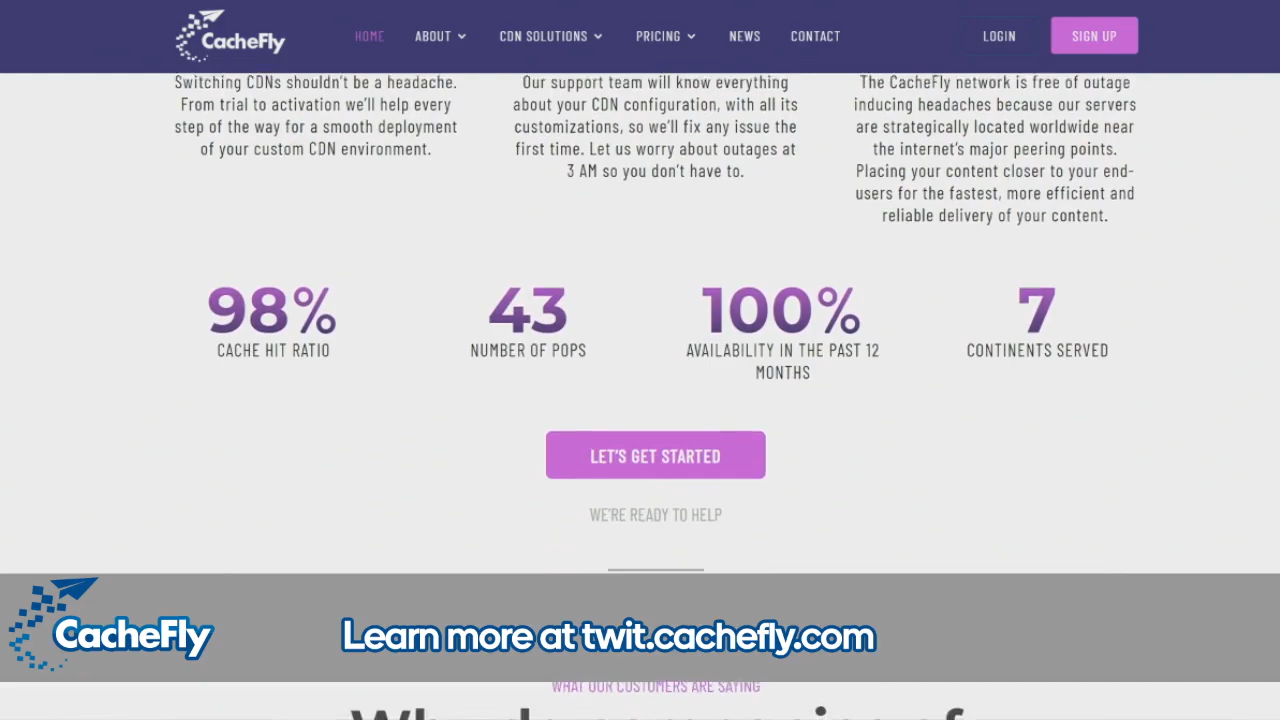 CacheFly
HOME ABOUT CDN SOLUTIONS PRICING NEWS CONTACT LOGIN SIGN UP
Switching CDNs shouldn't be a headache.
From trial to activation we'll help every
step of the way for a smooth deployment
of your custom CDN environment.
Our support team will know everything
about your CDN configuration, with all its
customizations, so we'll fix any issue the
first time. Let us worry about outages at
3 AM so you don't have to.
The CacheFly network is free of outage
inducing headaches because our servers
are strategically located worldwide near
the internet's major peering points.
Placing your content closer to your end-
users for the fastest, more efficient and
reliable delivery of your content.
98%
CACHE HIT RATIO
43
NUMBER OF POPS
100%
AVAILABILITY IN THE PAST 12
MONTHS
7
CONTINENTS SERVED
LET'S GET STARTED
WE'RE READY TO HELP
CacheFly
Learn more at twit.cachefly.com
WHAT OUR CUSTOMERS ARE SAYING